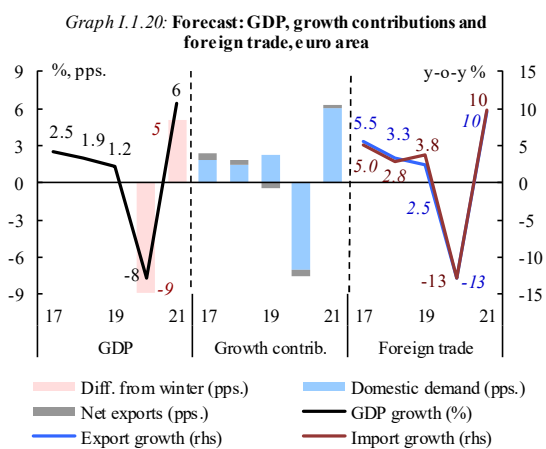 Graph I.1.20: Forecast: GDP, growth contributions and
foreign trade, euro area
9 %, pps. y-o-y % 15
6 10
3 5
0 0
-3 -5
-6 -10
-9 -15
2.5 1.9 1.2 -8 6
5 -9
5.5 3.3 2.5 -13 10
5.0 2.8 3.8 -13 10
17 19 21 17 19 21 17 19 21
GDP Growth contrib. Foreign trade
Diff. from winter (pps.) Domestic demand (pps.)
Net exports (pps.) GDP growth (%)
Export growth (rhs) Import growth (rhs)